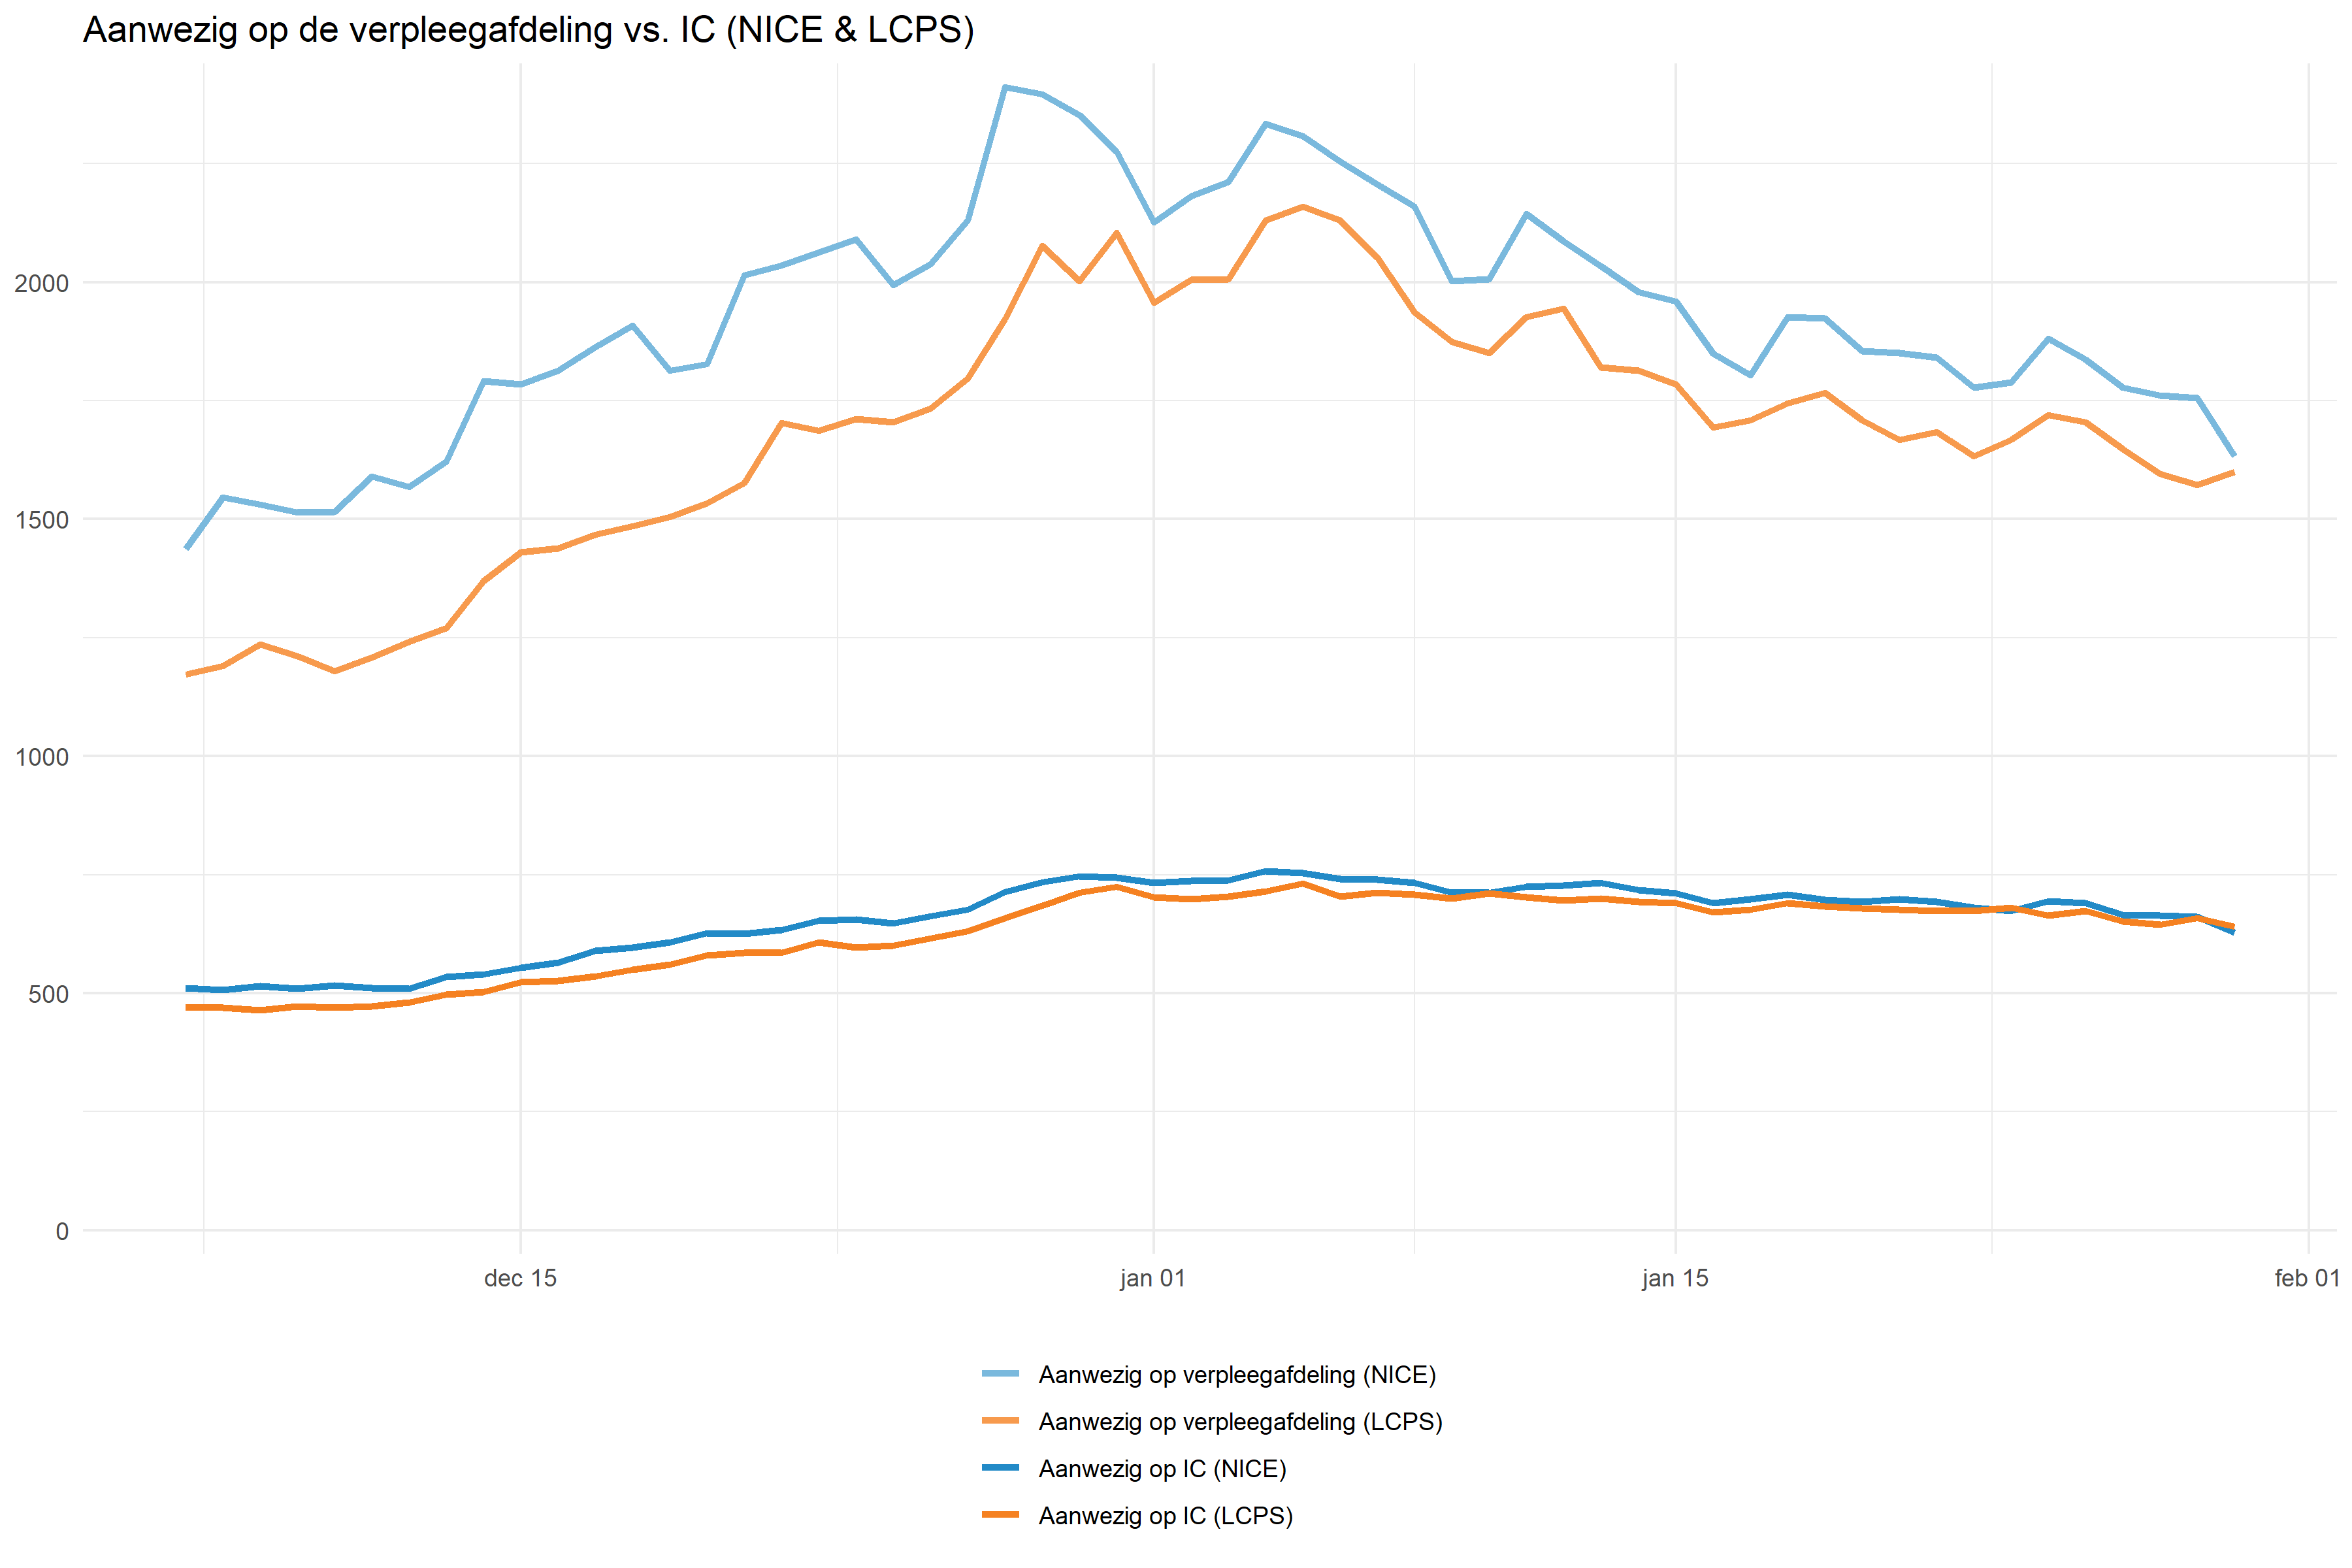 Aanwezig op de verpleegafdeling vs. IC (NICE & LCPS)
2000
1500
1000
500
0
dec 15
jan 01
jan 15
feb 01
Aanwezig op verpleegafdeling (NICE)
Aanwezig op verpleegafdeling (LCPS)
Aanwezig op IC (NICE)
Aanwezig op IC (LCPS)